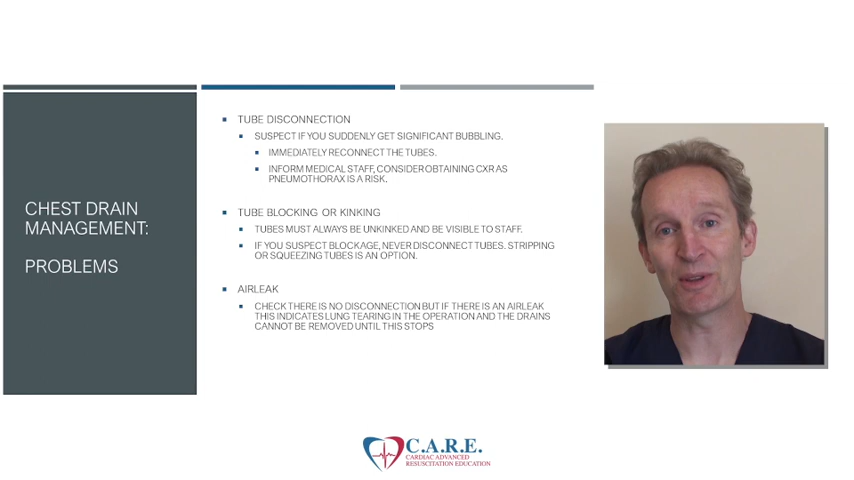 CHEST DRAIN
MANAGEMENT:
PROBLEMS
TUBE DISCONNECTION
SUSPECT IF YOU SUDDENLY GET SIGNIFICANT BUBBLING.
IMMEDIATELY RECONNECT THE TUBES.
INFORM MEDICAL STAFF, CONSIDER OBTAINING CXR AS
PNEUMOTHORAX IS A RISK.
TUBE BLOCKING OR KINKING
TUBES MUST ALWAYS BE UNKINKED AND BE VISIBLE TO STAFF.
IF YOU SUSPECT BLOCKAGE, NEVER DISCONNECT TUBES. STRIPPING
OR SQUEEZING TUBES IS AN OPTION.
AIRLEAK
CHECK THERE IS NO DISCONNECTION BUT IF THERE IS AN AIRLEAK
THIS INDICATES LUNG TEARING IN THE OPERATION AND THE DRAINS
CANNOT BE REMOVED UNTIL THIS STOPS
C.A.R.E.
CARDIAC ADVANCED
RESUSCITATION EDUCATION